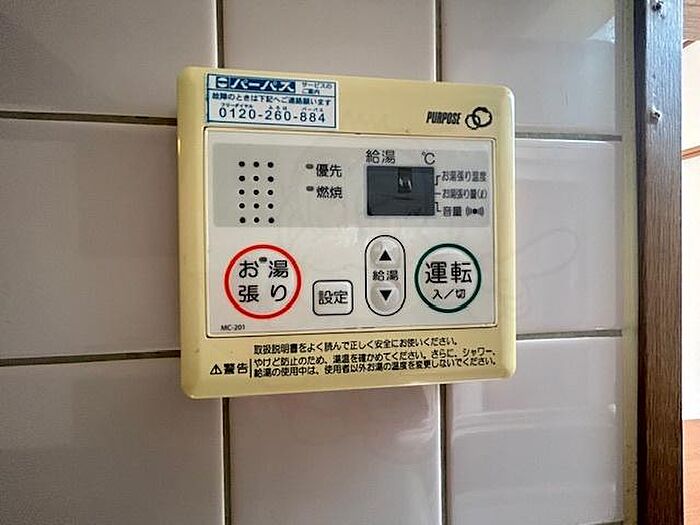 パーパス サービスのご案内
故障のときは下記へご連絡願います
フリーダイヤル ふろは パーパス
0120-260-884
PURPOSE
給湯 ℃
優先
燃焼
お湯張り温度
お湯張り量(ℓ)
音量
お湯張り
設定
給湯
運転
入/切
MC-201
取扱説明書をよく読んで正しく安全にお使いください。
⚠警告
やけど防止のため、湯温を確かめてください。さらに、シャワー、
給湯の使用中は、使用者以外お湯の温度を変更しないでください。